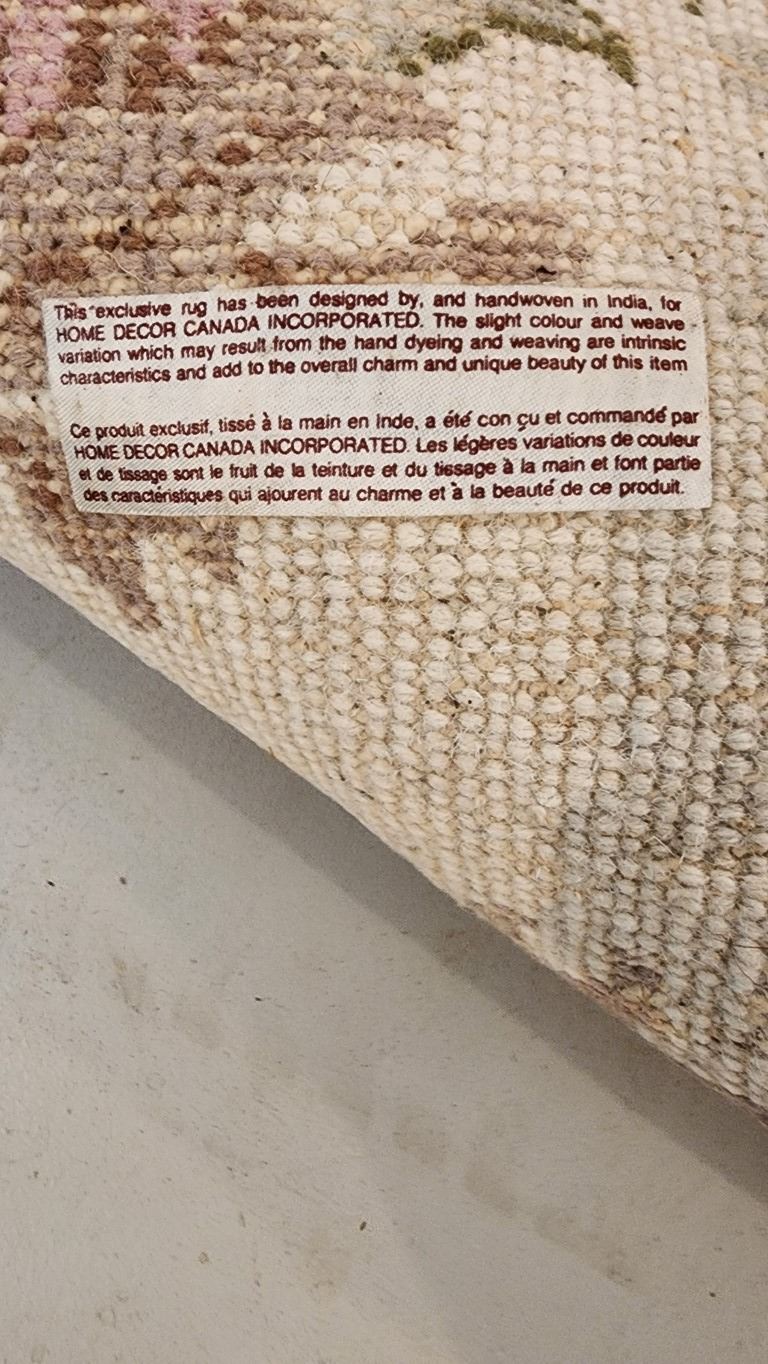 This exclusive rug has been designed by, and handwoven in India, for
HOME DECOR CANADA INCORPORATED. The slight colour and weave
variation which may result from the hand dyeing and weaving are intrinsic
characteristics and add to the overall charm and unique beauty of this item
Ce produit exclusif, tissé à la main en Inde, a été con çu et commandé par
HOME DECOR CANADA INCORPORATED. Les légères variations de couleur
et de tissage sont le fruit de la teinture et du tissage à la main et font partie
des caractéristiques qui ajourent au charme et à la beauté de ce produit.